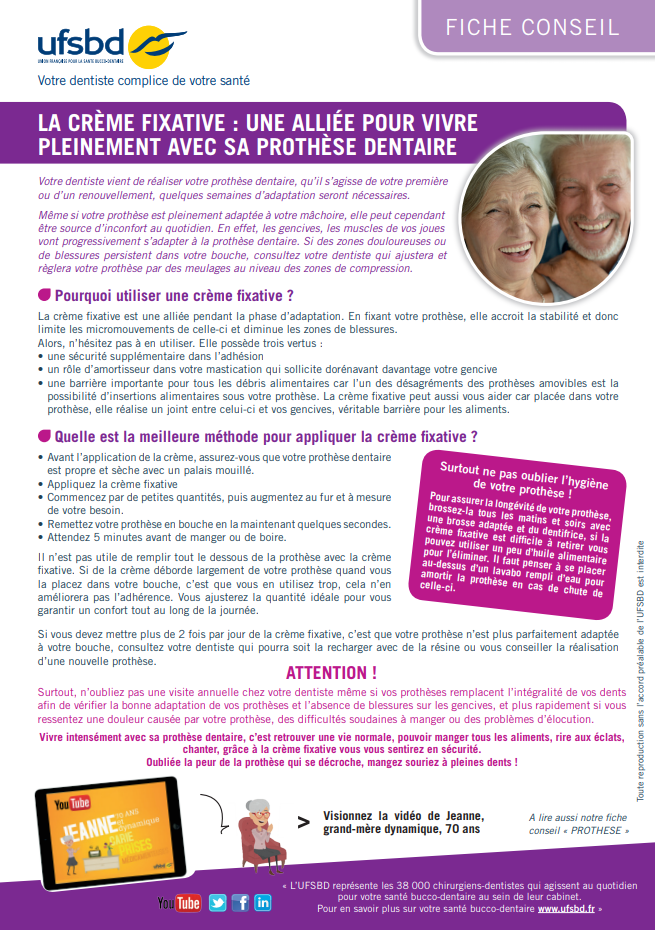 FICHE CONSEIL
ufsbd
UNION FRANÇAISE POUR LA SANTÉ BUCCO-DENTAIRE
Votre dentiste complice de votre santé
LA CRÈME FIXATIVE : UNE ALLIÉE POUR VIVRE
PLEINEMENT AVEC SA PROTHÈSE DENTAIRE
Votre dentiste vient de réaliser votre prothèse dentaire, qu'il s'agisse de votre première
ou d'un renouvellement, quelques semaines d'adaptation seront nécessaires.
Même si votre prothèse est pleinement adaptée à votre mâchoire, elle peut cependant
être source d'inconfort au quotidien. En effet, les gencives, les muscles de vos joues
vont progressivement s'adapter à la prothèse dentaire. Si des zones douloureuses ou
de blessures persistent dans votre bouche, consultez votre dentiste qui ajustera et
règlera votre prothèse par des meulages au niveau des zones de compression.
Pourquoi utiliser une crème fixative ?
La crème fixative est une alliée pendant la phase d'adaptation. En fixant votre prothèse, elle accroit la stabilité et donc
limite les micromouvements de celle-ci et diminue les zones de blessures.
Alors, n'hésitez pas à en utiliser. Elle possède trois vertus :
• une sécurité supplémentaire dans l'adhésion
• un rôle d'amortisseur dans votre mastication qui sollicite dorénavant davantage votre gencive
• une barrière importante pour tous les débris alimentaires car l'un des désagréments des prothèses amovibles est la
possibilité d'insertions alimentaires sous votre prothèse. La crème fixative peut aussi vous aider car placée dans votre
prothèse, elle réalise un joint entre celui-ci et vos gencives, véritable barrière pour les aliments.
Quelle est la meilleure méthode pour appliquer la crème fixative ?
• Avant l'application de la crème, assurez-vous que votre prothèse dentaire
est propre et sèche avec un palais mouillé.
• Appliquez la crème fixative
• Commencez par de petites quantités, puis augmentez au fur et à mesure
de votre besoin.
• Remettez votre prothèse en bouche en la maintenant quelques secondes.
• Attendez 5 minutes avant de manger ou de boire.
Il n'est pas utile de remplir tout le dessous de la prothèse avec la crème
fixative. Si de la crème déborde largement de votre prothèse quand vous
la placez dans votre bouche, c'est que vous en utilisez trop, cela n'en
améliorera pas l'adhérence. Vous ajusterez la quantité idéale pour vous
garantir un confort tout au long de la journée.
Surtout ne pas oublier l'hygiène
de votre prothèse !
Pour assurer la longévité de votre prothèse,
brossez-la tous les matins et soirs avec
une brosse adaptée et du dentifrice, si la
crème fixative est difficile à retirer vous
pouvez utiliser un peu d'huile alimentaire
pour l'éliminer. Il faut penser à se placer
au-dessus d'un lavabo rempli d'eau pour
amortir la prothèse en cas de chute de
celle-ci.
Si vous devez mettre plus de 2 fois par jour de la crème fixative, c'est que votre prothèse n'est plus parfaitement adaptée
à votre bouche, consultez votre dentiste qui pourra soit la recharger avec de la résine ou vous conseiller la réalisation
d'une nouvelle prothèse.
ATTENTION !
Surtout, n'oubliez pas une visite annuelle chez votre dentiste même si vos prothèses remplacent l'intégralité de vos dents
afin de vérifier la bonne adaptation de vos prothèses et l'absence de blessures sur les gencives, et plus rapidement si vous
ressentez une douleur causée par votre prothèse, des difficultés soudaines à manger ou des problèmes d'élocution.
Vivre intensément avec sa prothèse dentaire, c'est retrouver une vie normale, pouvoir manger tous les aliments, rire aux éclats,
chanter, grâce à la crème fixative vous vous sentirez en sécurité.
Oubliée la peur de la prothèse qui se décroche, mangez souriez à pleines dents !
Toute reproduction sans l'accord préalable de l'UFSBD est interdite
YouTube
JEANNE
70 ANS
et dynamique
ufsbd
>
Visionnez la vidéo de Jeanne,
grand-mère dynamique, 70 ans
A lire aussi notre fiche
conseil « PROTHESE »
YouTube
« L'UFSBD représente les 38 000 chirurgiens-dentistes qui agissent au quotidien
pour votre santé bucco-dentaire au sein de leur cabinet.
Pour en savoir plus sur votre santé bucco-dentaire www.ufsbd.fr »